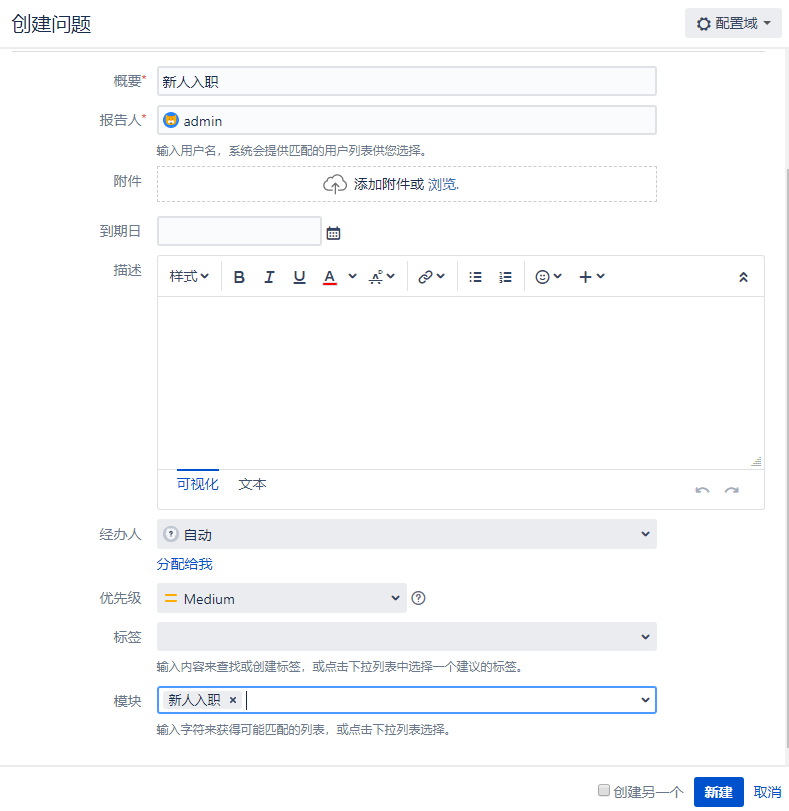 创建问题
配置域
概要*
新人入职
报告人*
admin
输入用户名，系统会提供匹配的用户列表供您选择。
附件
添加附件或 浏览.
到期日
描述
样式 B I U A
可视化 文本
经办人
自动
分配给我
优先级
Medium
标签
输入内容来查找或创建标签，或点击下拉列表中选择一个建议的标签。
模块
新人入职 ×
输入字符来获得可能匹配的列表，或点击下拉列表选择。
创建另一个 新建 取消